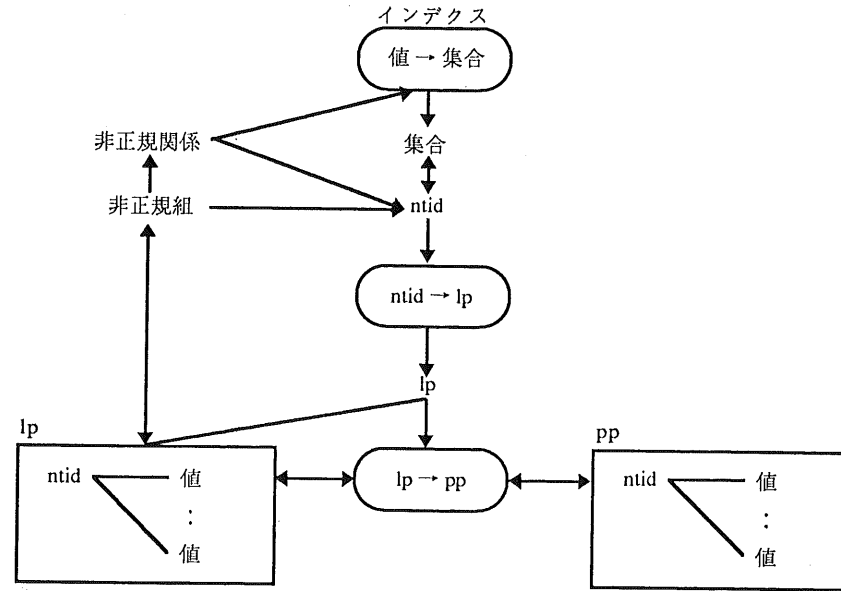 インデクス
値 → 集合
非正規関係
集合
非正規組
ntid
ntid → lp
lp
lp
pp
ntid
値
:
値
lp → pp
ntid
値
:
値